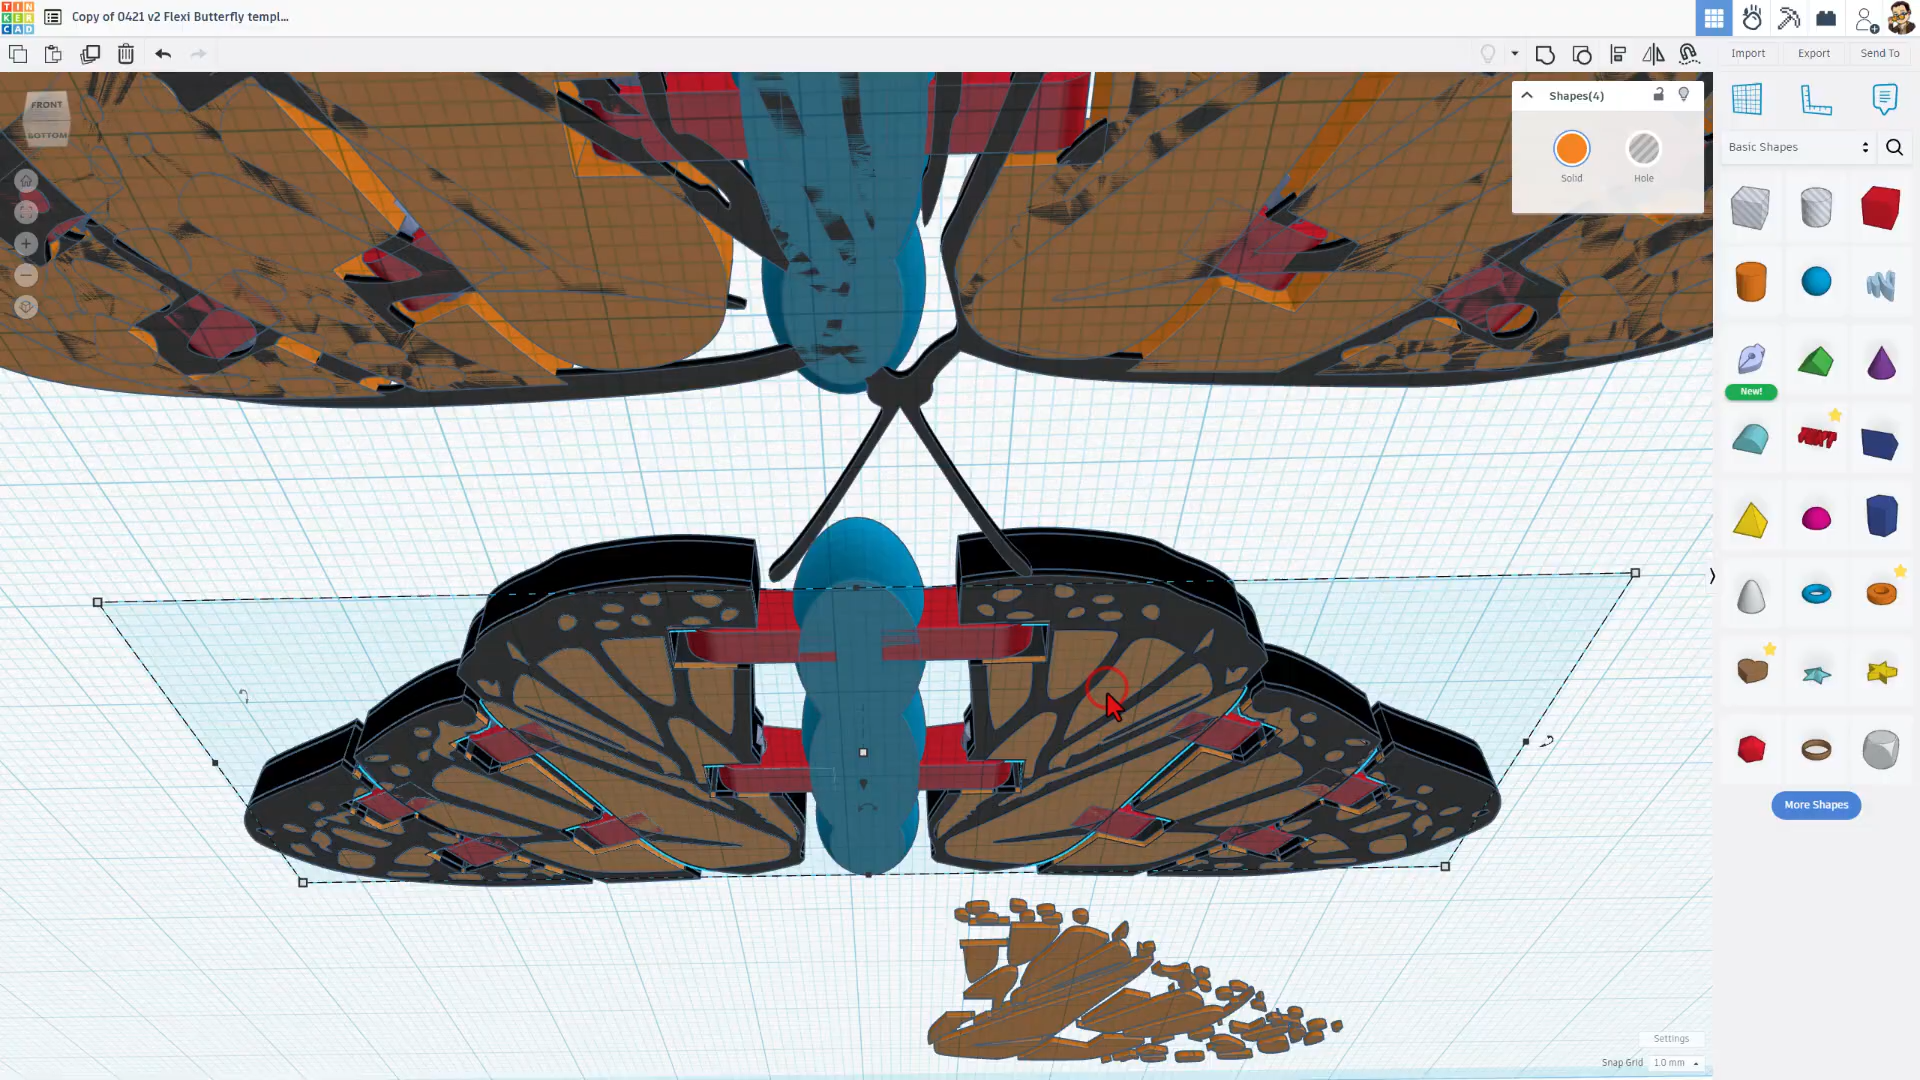 TIN
KER
CAD
Copy of 0421 v2 Flexi Butterfly templ...
Import
Export
Send To
FRONT
BOTTOM
Shapes(4)
Solid
Hole
Basic Shapes
New!
More Shapes
Settings
Snap Grid 1.0 mm